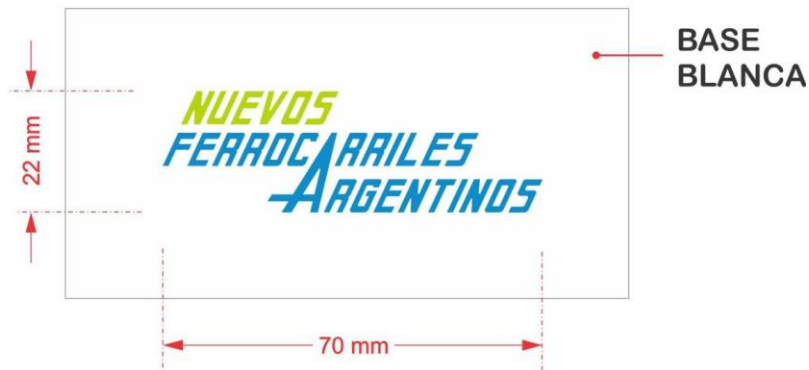 BASE
BLANCA
22 mm
NUEVOS
FERROCARRILES
ARGENTINOS
70 mm